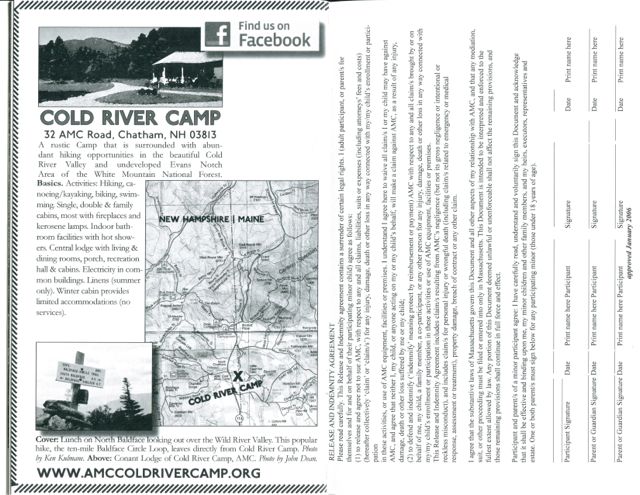 Find us on
Facebook
COLD RIVER CAMP
32 AMC Road, Chatham, NH 03813
A rustic Camp that is surrounded with abun-
dant hiking opportunities in the beautiful Cold
River Valley and undeveloped Evans Notch
Area of the White Mountain National Forest.
Basics. Activities: Hiking, ca-
noeing/kayaking, biking, swim-
ming. Single, double & family
cabins, most with fireplaces and
kerosene lamps. Indoor bath-
room facilities with hot show-
ers. Central lodge with living &
dining rooms, porch, recreation
hall & cabins. Electricity in com-
mon buildings. Linens (summer
only). Winter cabin provides
limited accommodations (no
services).
NEW HAMPSHIRE | MAINE
X
COLD RIVER CAMP
Cover: Lunch on North Baldface looking out over the Wild River Valley. This popular
hike, the ten-mile Baldface Circle Loop, leaves directly from Cold River Camp. Photo
by Ken Kulmane. Above: Conant Lodge of Cold River Camp, AMC. Photo by John Dean.
WWW.AMCCOLDRIVERCAMP.ORG
RELEASE AND INDEMNITY AGREEMENT
Please read carefully. This Release and Indemnity agreement contains a surrender of certain legal rights. I (adult participant, or parent/s for
themselves and for and on behalf of their participating minor child) agree as follows:
(1) to release and agree not to sue AMC, with respect to any and all claims, liabilities, suits or expenses (including attorneys' fees and costs)
(hereafter collectively 'claim' or 'claim/s') for any injury, damage, death or other loss in any way connected with my/my child's enrollment or partici-
pation
in these activities, or use of AMC equipment, facilities or premises. I understand I agree here to waive all claim/s I or my child may have against
AMC, and agree that neither I, my child, or anyone acting on my or my child's behalf, will make a claim against AMC, as a result of any injury,
damage, death or other loss suffered by me or my child;
(2) to defend and indemnify ('indemnify' meaning protect by reimbursement or payment) AMC with respect to any and all claim/s brought by or on
behalf of me, my child, a family member, a co-participant, or any other person for any injury, damage, death or other loss in any way connected with
my/my child's enrollment or participation in these activities or use of AMC equipment, facilities or premises.
This Release and Indemnity Agreement includes claim/s resulting from AMC's negligence (but not its gross negligence or intentional or
reckless misconduct), and includes claim/s for personal injury or wrongful death (including claim/s related to emergency or medical
response, assessment or treatment), property damage, breach of contract or any other claim.
I agree that the substantive laws of Massachusetts govern this Document and all other aspects of my relationship with AMC, and that any mediation,
suit, or other proceeding must be filed or entered into only in Massachusetts. This Document is intended to be interpreted and enforced to the
fullest extent allowed by law. Any portion of this Document deemed unlawful or unenforceable shall not affect the remaining provisions, and
those remaining provisions shall continue in full force and effect.
Participant and parent/s of a minor participant agree: I have carefully read, understand and voluntarily sign this Document and acknowledge
that it shall be effective and binding upon me, my minor children and other family members, and my heirs, executors, representatives and
estate. One or both parent/s must sign below for any participating minor (those under 18 years of age).
Participant Signature Date Print name here Participant Signature Date Print name here
Parent or Guardian Signature Date Print name here Participant Signature Date Print name here
Parent or Guardian Signature Date Print name here Participant Signature Date Print name here
approved January 2006